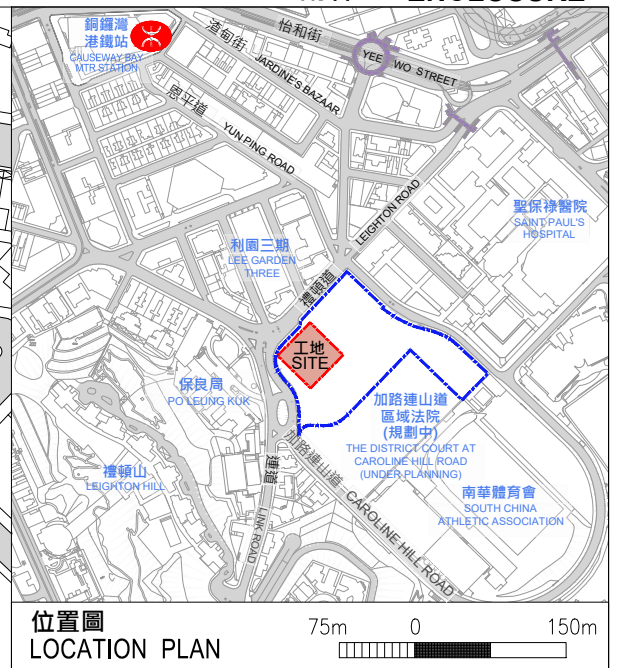 ENCLOSURE
銅鑼灣
港鐵站
CAUSEWAY BAY
MTR STATION
渣甸街
JARDINE'S BAZAAR
怡和街
YEE WO STREET
恩平道
YUN PING ROAD
LEIGHTON ROAD
禮頓道
聖保祿醫院
SAINT PAUL'S
HOSPITAL
利園三期
LEE GARDEN
THREE
工地
SITE
保良局
PO LEUNG KUK
加路連山道
區域法院
(規劃中)
THE DISTRICT COURT AT
CAROLINE HILL ROAD
(UNDER PLANNING)
禮頓山
LEIGHTON HILL
連道
LINK ROAD
加路連山道
CAROLINE HILL ROAD
南華體育會
SOUTH CHINA
ATHLETIC ASSOCIATION
位置圖
LOCATION PLAN
75m 0 150m